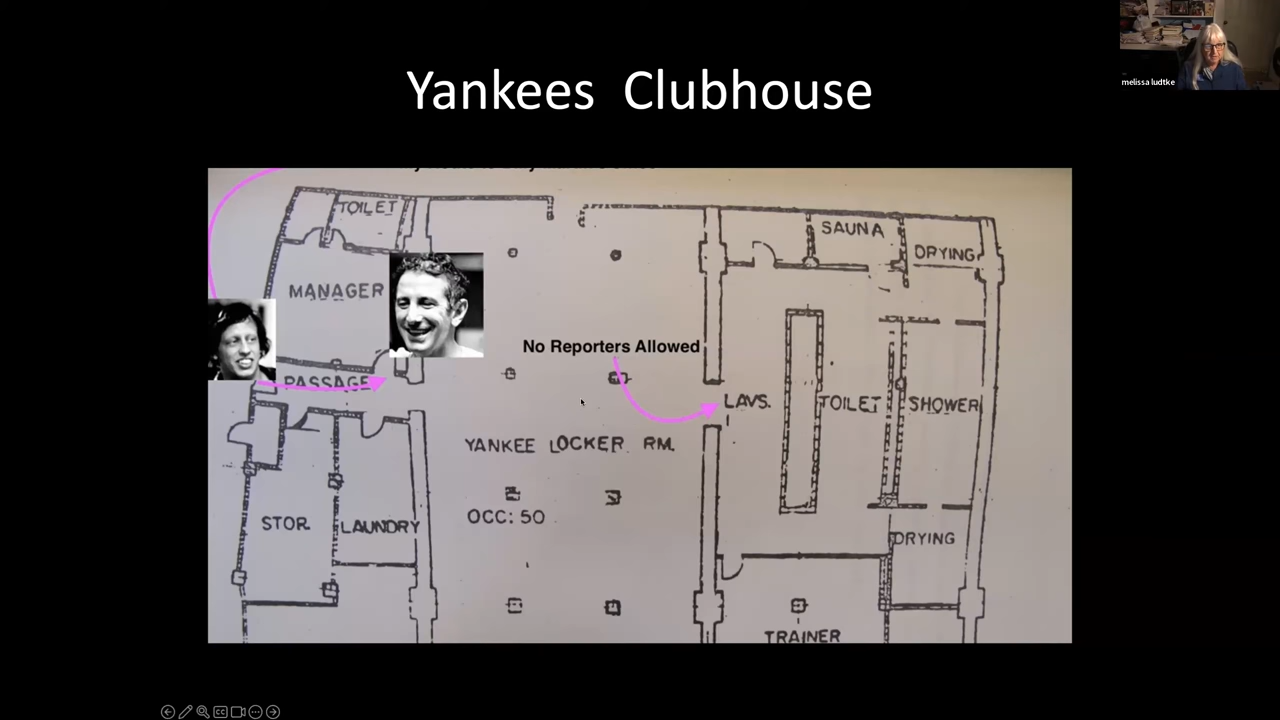 Yankees Clubhouse
melissa ludtke
TOILET
SAUNA
DRYING
MANAGER
No Reporters Allowed
PASSAGE
LAVS.
TOILET
SHOWER
YANKEE LOCKER RM.
OCC: 50
STOR.
LAUNDRY
DRYING
TRAINER